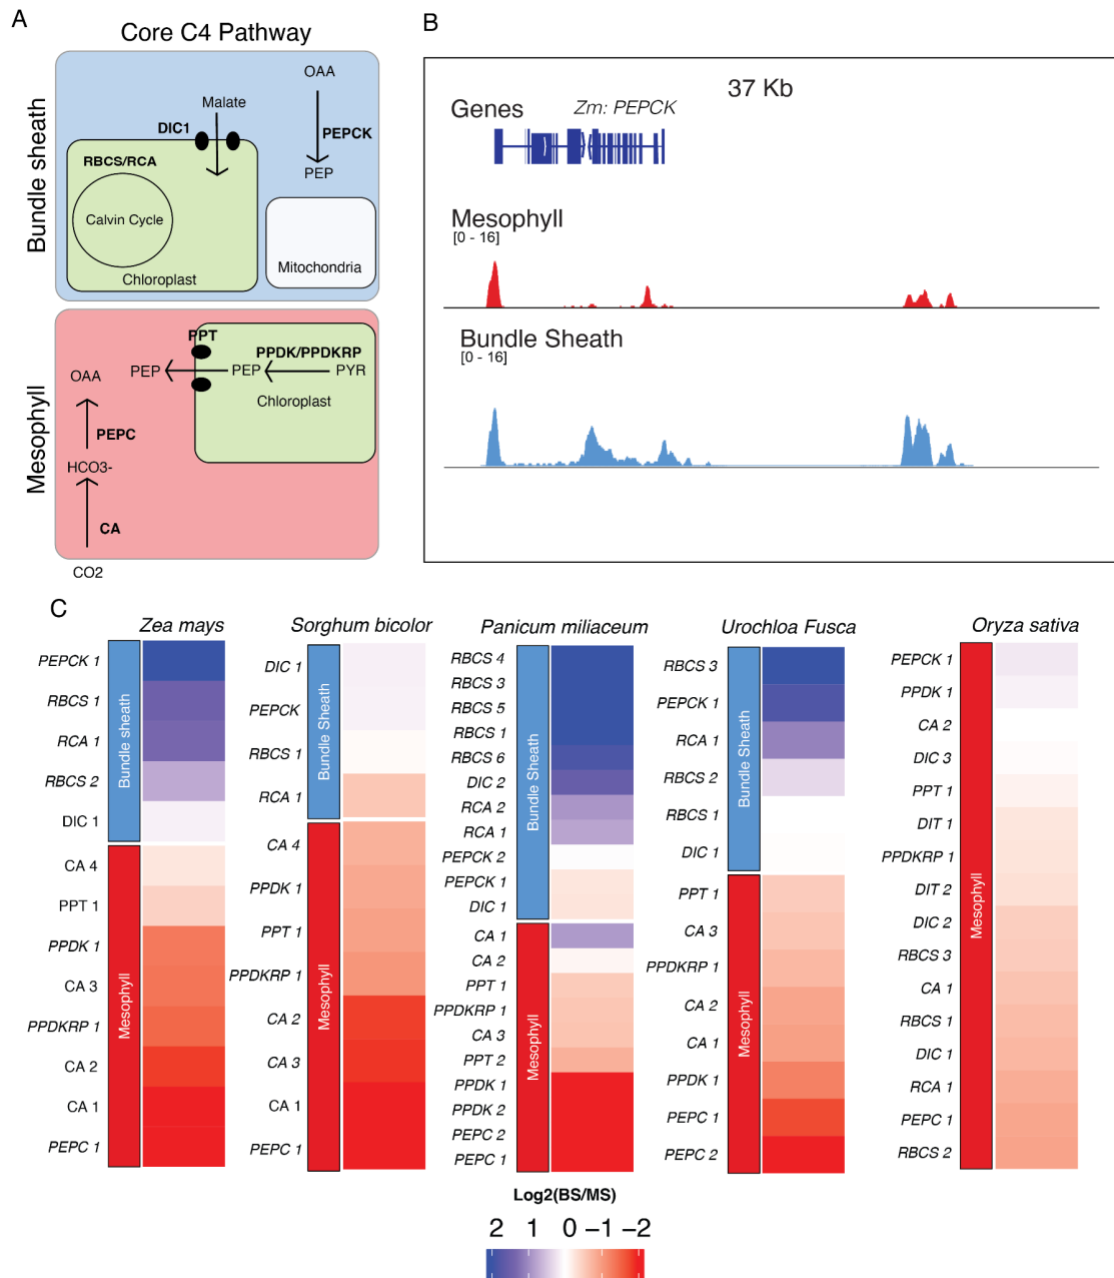 A
Core C4 Pathway
Bundle sheath
OAA
Malate
DIC1
PEPCK
RBCS/RCA
PEP
Calvin Cycle
Chloroplast
Mitochondria
Mesophyll
PPT
PPDK/PPDKRP
PEP
PEP
PYR
OAA
Chloroplast
PEPC
HCO3-
CA
CO2
B
37 Kb
Genes
Zm: PEPCK
Mesophyll
[0 - 16]
Bundle Sheath
[0 - 16]
C
Zea mays
PEPCK 1
RBCS 1
RCA 1
RBCS 2
DIC 1
Bundle sheath
CA 4
PPT 1
PPDK 1
CA 3
PPDKRP 1
CA 2
CA 1
PEPC 1
Mesophyll
Sorghum bicolor
DIC 1
PEPCK
RBCS 1
RCA 1
Bundle Sheath
CA 4
PPDK 1
PPT 1
PPDKRP 1
CA 2
CA 3
CA 1
PEPC 1
Mesophyll
Panicum miliaceum
RBCS 4
RBCS 3
RBCS 5
RBCS 1
RBCS 6
DIC 2
RCA 2
RCA 1
PEPCK 2
PEPCK 1
DIC 1
Bundle Sheath
CA 1
CA 2
PPT 1
PPDKRP 1
CA 3
PPT 2
PPDK 1
PPDK 2
PEPC 2
PEPC 1
Mesophyll
Urochloa Fusca
RBCS 3
PEPCK 1
RCA 1
RBCS 2
RBCS 1
DIC 1
Bundle Sheath
PPT 1
CA 3
PPDKRP 1
CA 2
CA 1
PPDK 1
PEPC 1
PEPC 2
Mesophyll
Oryza sativa
PEPCK 1
PPDK 1
CA 2
DIC 3
PPT 1
DIT 1
PPDKRP 1
DIT 2
DIC 2
RBCS 3
CA 1
RBCS 1
DIC 1
RCA 1
PEPC 1
RBCS 2
Mesophyll
Log2(BS/MS)
2 1 0 −1 −2